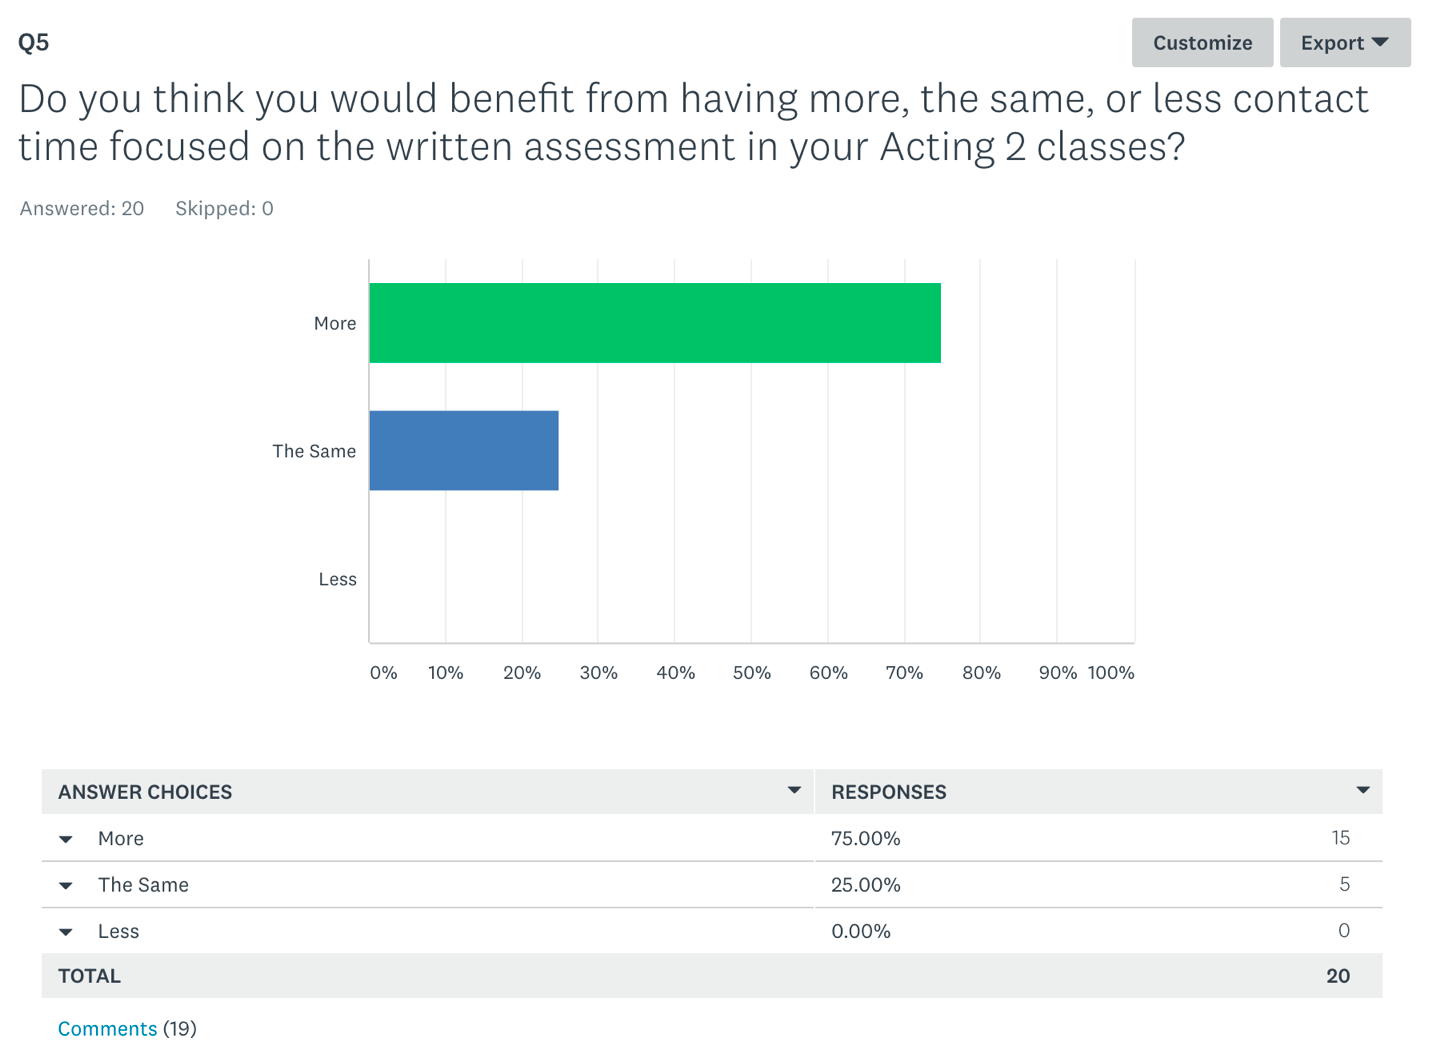 Q5
Customize
Export
Do you think you would benefit from having more, the same, or less contact
time focused on the written assessment in your Acting 2 classes?
Answered: 20 Skipped: 0
More
The Same
Less
0% 10% 20% 30% 40% 50% 60% 70% 80% 90% 100%
ANSWER CHOICES RESPONSES
More 75.00% 15
The Same 25.00% 5
Less 0.00% 0
TOTAL 20
Comments (19)